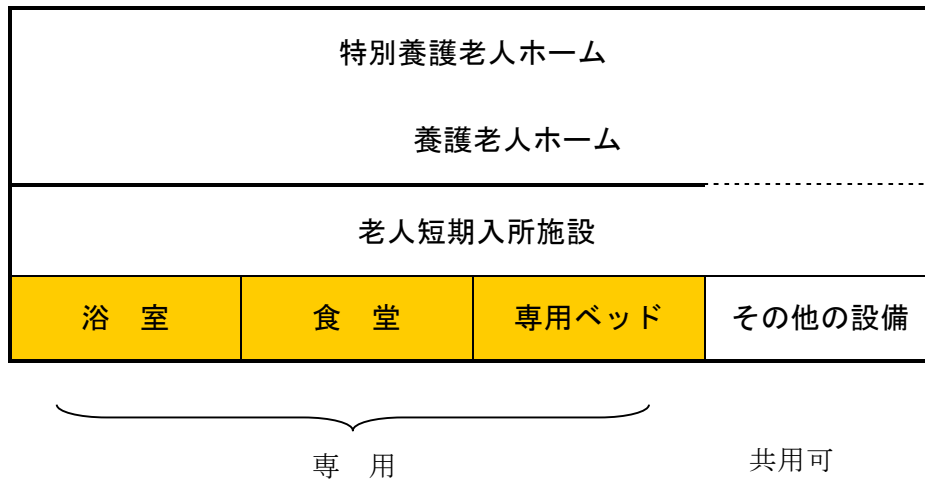 特別養護老人ホーム
養護老人ホーム
老人短期入所施設
浴　室　食　堂　専用ベッド　その他の設備
専　用　共用可